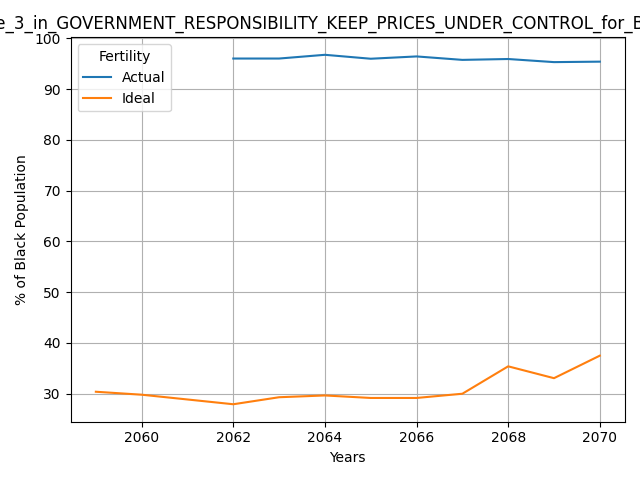 e_3_in_GOVERNMENT_RESPONSIBILITY_KEEP_PRICES_UNDER_CONTROL_for_B
Fertility
Actual
Ideal
% of Black Population
100
90
80
70
60
50
40
30
2060 2062 2064 2066 2068 2070
Years